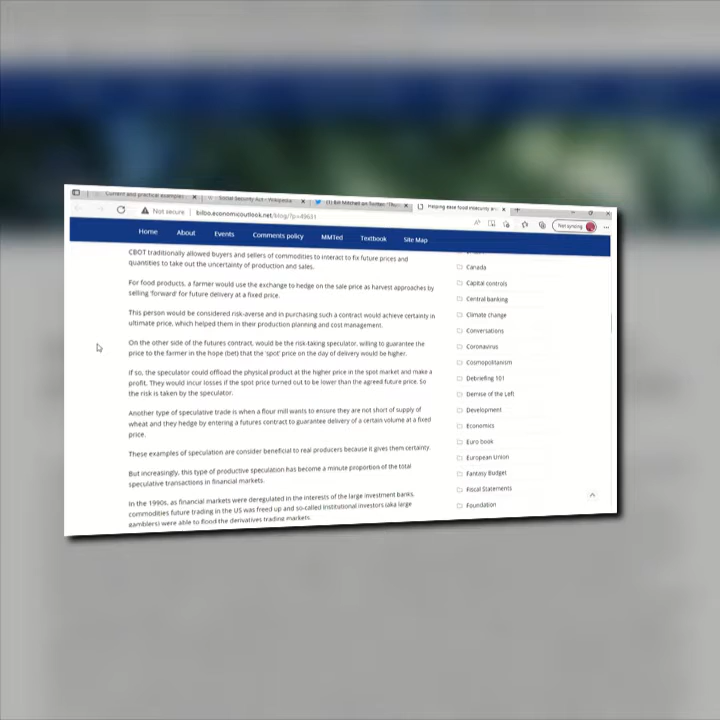 Current and practical examples
Social Security Act - Wikipedia
(1) Bill Mitchell on Twitter: "Thu
Helping ease food insecurity an
Not secure | bilbo.economicoutlook.net/blog/?p=49631
Not syncing
Home About Events Comments policy MMTed Textbook Site Map
CBOT traditionally allowed buyers and sellers of commodities to interact to fix future prices and
quantities to take out the uncertainty of production and sales.
For food products, a farmer would use the exchange to hedge on the sale price as harvest approaches by
selling 'forward' for future delivery at a fixed price.
This person would be considered risk-averse and in purchasing such a contract would achieve certainty in
ultimate price, which helped them in their production planning and cost management.
On the other side of the futures contract, would be the risk-taking speculator, willing to guarantee the
price to the farmer in the hope (bet) that the 'spot' price on the day of delivery would be higher.
If so, the speculator could offload the physical product at the higher price in the spot market and make a
profit. They would incur losses if the spot price turned out to be lower than the agreed future price. So
the risk is taken by the speculator.
Another type of speculative trade is when a flour mill wants to ensure they are not short of supply of
wheat and they hedge by entering a futures contract to guarantee delivery of a certain volume at a fixed
price.
These examples of speculation are consider beneficial to real producers because it gives them certainty.
But increasingly, this type of productive speculation has become a minute proportion of the total
speculative transactions in financial markets.
In the 1990s, as financial markets were deregulated in the interests of the large investment banks,
commodities future trading in the US was freed up and so-called institutional investors (aka large
gamblers) were able to flood the derivatives trading markets.
Canada
Capital controls
Central banking
Climate change
Conversations
Coronavirus
Cosmopolitanism
Debriefing 101
Demise of the Left
Development
Economics
Euro book
European Union
Fantasy Budget
Fiscal Statements
Foundation